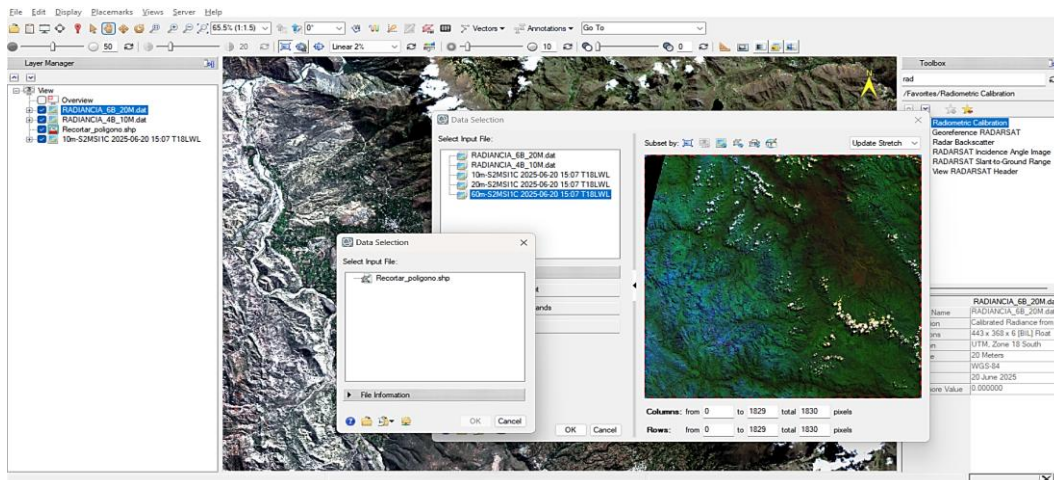 File Edit Display Placemarks Views Server Help
65.5% (1:1.5) 0° Vectors Annotations Go To
50 20 Linear 2% 10 0
Layer Manager
View
Overview
RADIANCIA_6B_20M.dat
RADIANCIA_4B_10M.dat
Recortar_poligono.shp
10m-S2MSI1C 2025-06-20 15:07 T18LWL
Data Selection
Select Input File:
RADIANCIA_6B_20M.dat
RADIANCIA_4B_10M.dat
10m-S2MSI1C 2025-06-20 15:07 T18LWL
20m-S2MSI1C 2025-06-20 15:07 T18LWL
60m-S2MSI1C 2025-06-20 15:07 T18LWL
Subset by: Update Stretch
Columns: from 0 to 1829 total 1830 pixels
Rows: from 0 to 1829 total 1830 pixels
OK Cancel
Data Selection
Select Input File:
Recortar_poligono.shp
File Information
OK Cancel
Toolbox
rad
/Favorites/Radiometric Calibration
Radiometric Calibration
Georeference RADARSAT
Radar Backscatter
RADARSAT Incidence Angle Image
RADARSAT Slant-to-Ground Range
View RADARSAT Header
RADIANCIA_6B_20M.da
Name RADIANCIA_6B_20M.da
Calibrated Radiance from
443 x 368 x 6 [BIL] Float
UTM, Zone 18 South
20 Meters
WGS-84
20 June 2025
ore Value 0.000000